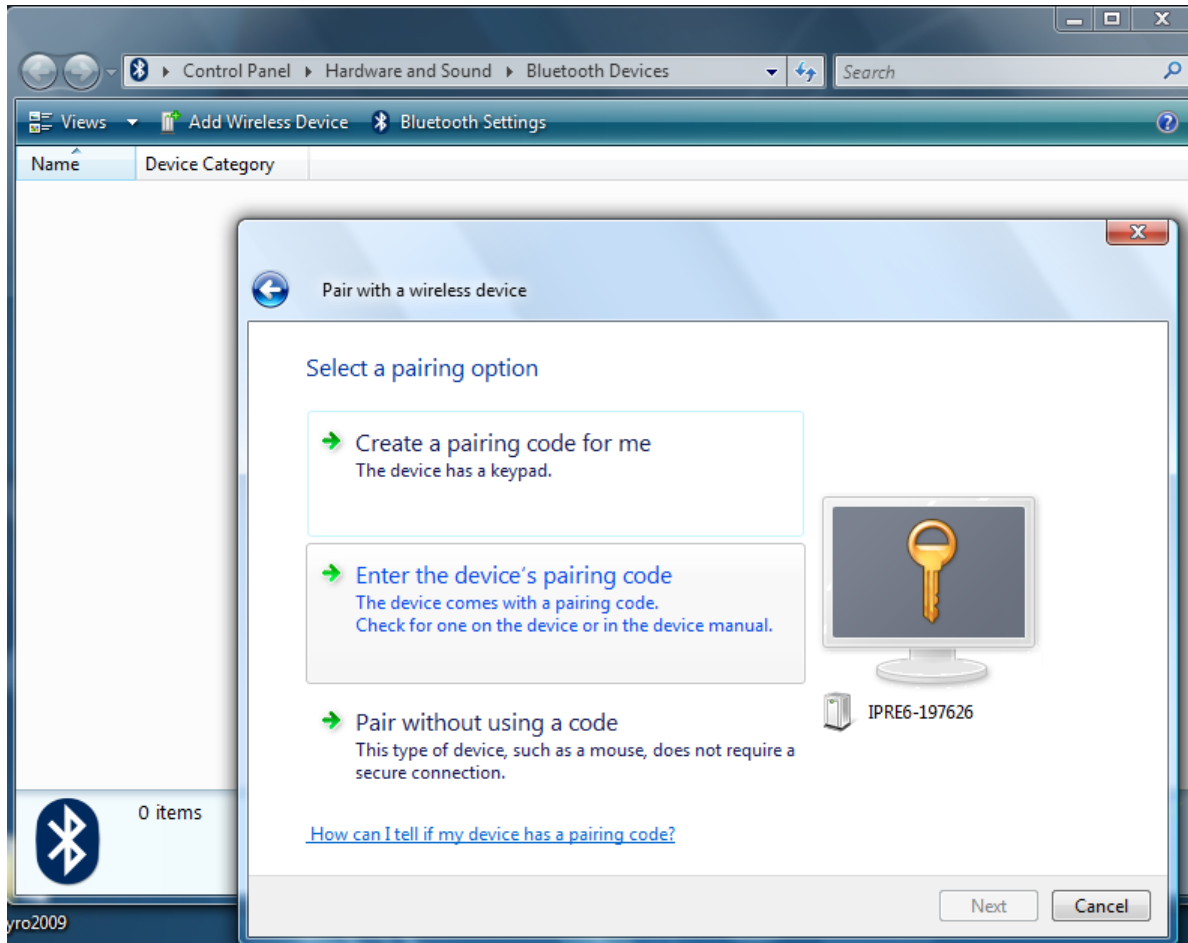 Control Panel Hardware and Sound Bluetooth Devices Search
Views Add Wireless Device Bluetooth Settings
Name Device Category
Pair with a wireless device
Select a pairing option
Create a pairing code for me
The device has a keypad.
Enter the device's pairing code
The device comes with a pairing code.
Check for one on the device or in the device manual.
IPRE6-197626
Pair without using a code
This type of device, such as a mouse, does not require a
secure connection.
0 items
How can I tell if my device has a pairing code?
Next Cancel
yro2009